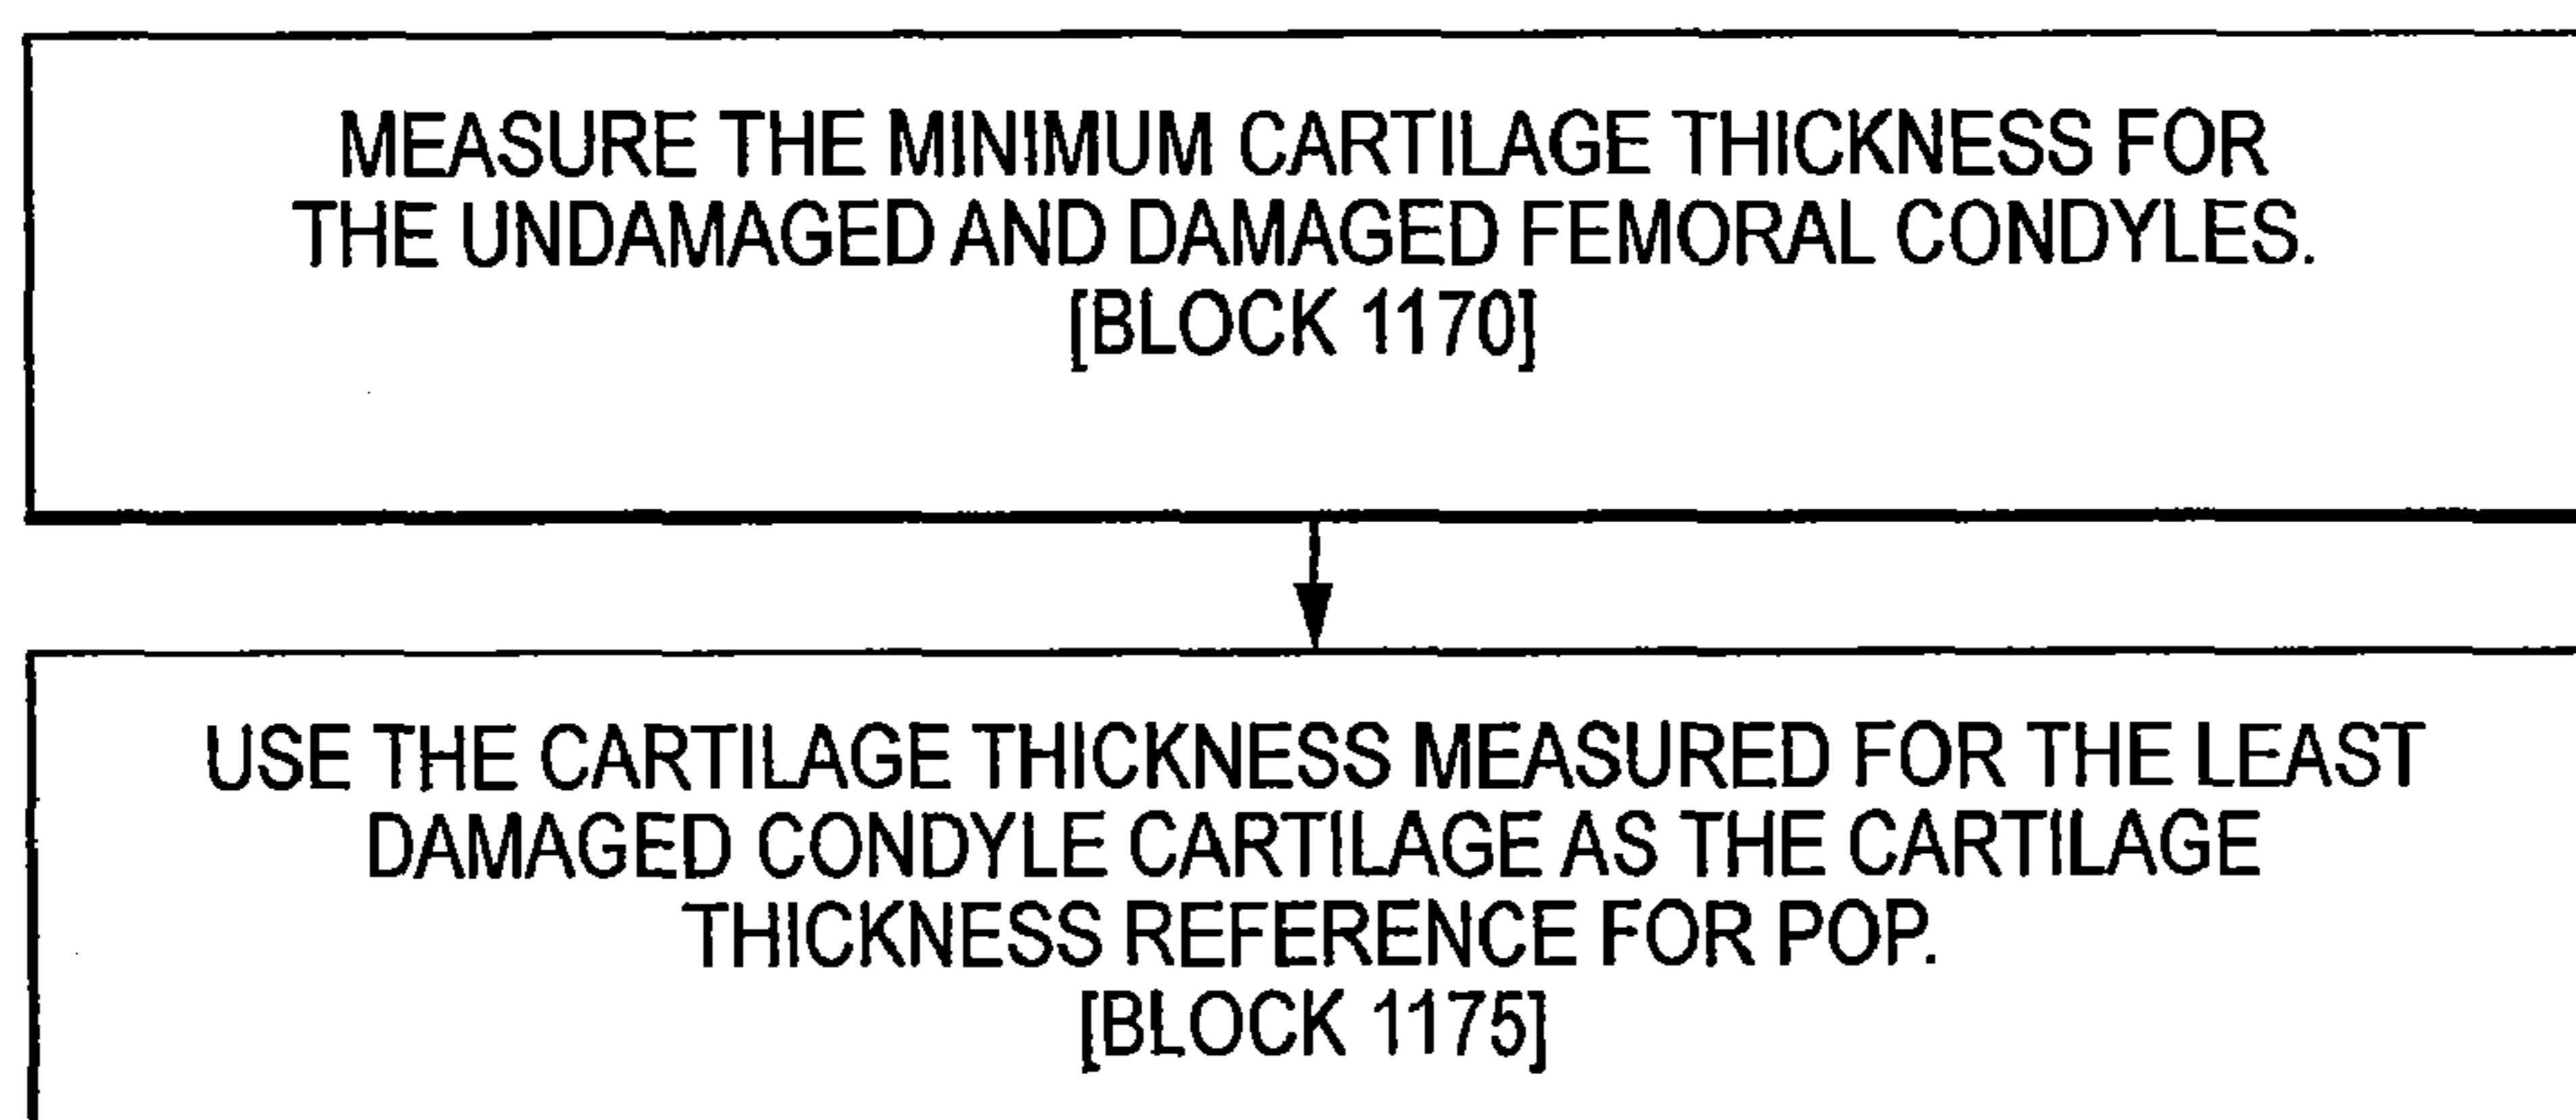 MEASURE THE MINIMUM CARTILAGE THICKNESS FOR
THE UNDAMAGED AND DAMAGED FEMORAL CONDYLES.
[BLOCK 1170]
USE THE CARTILAGE THICKNESS MEASURED FOR THE LEAST
DAMAGED CONDYLE CARTILAGE AS THE CARTILAGE
THICKNESS REFERENCE FOR POP.
[BLOCK 1175]